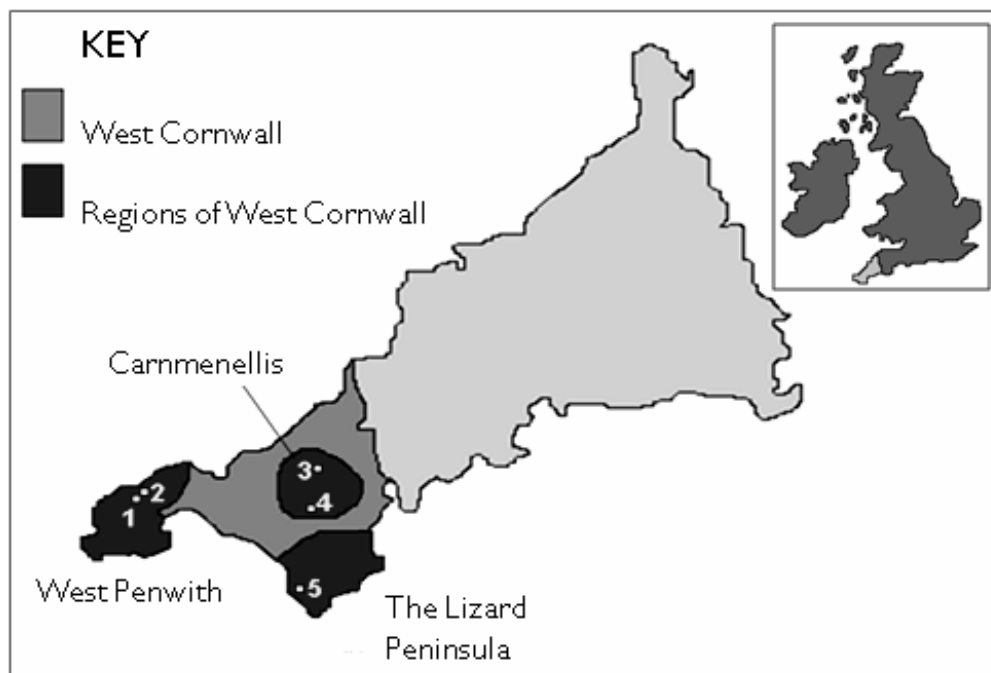 KEY
West Cornwall
Regions of West Cornwall
Carnmenellis
3
4
2
1
5
West Penwith
The Lizard
Peninsula